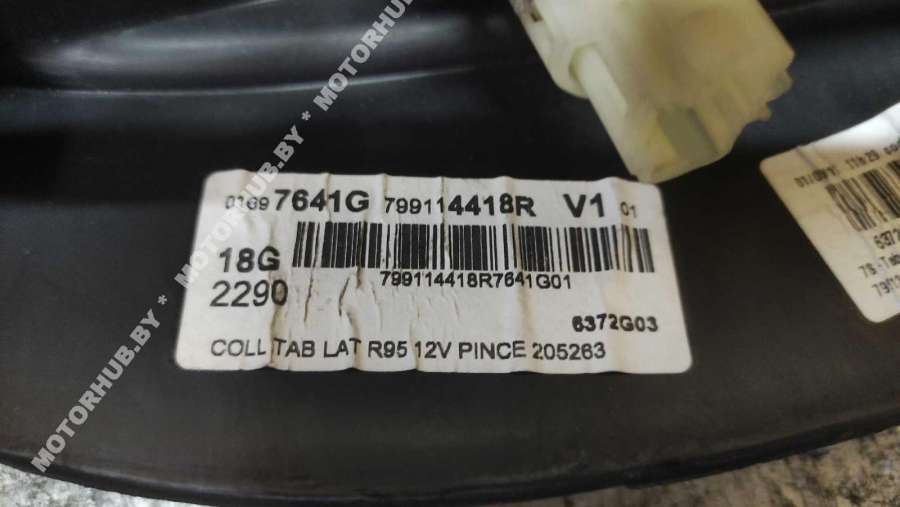 MOTORHUB.BY * MOTORHUB.BY * MOTORHUB.BY
7641G 799114418R V1 01
18G
799114418R7641G01
2290
6372G03
COLL TAB LAT R95 12V PINCE 205263